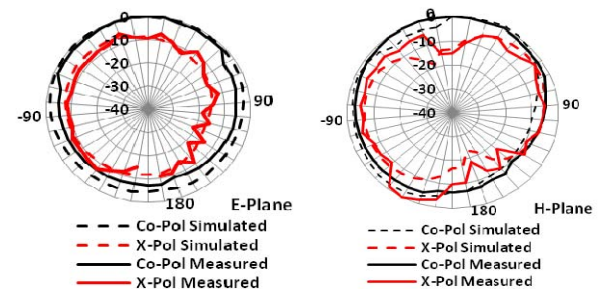 0
-10
-20
-30
-40
-90
90
180
E-Plane
Co-Pol Simulated
X-Pol Simulated
Co-Pol Measured
X-Pol Measured
0
-10
-20
-30
-40
-90
90
180
H-Plane
Co-Pol Simulated
X-Pol Simulated
Co-Pol Measured
X-Pol Measured